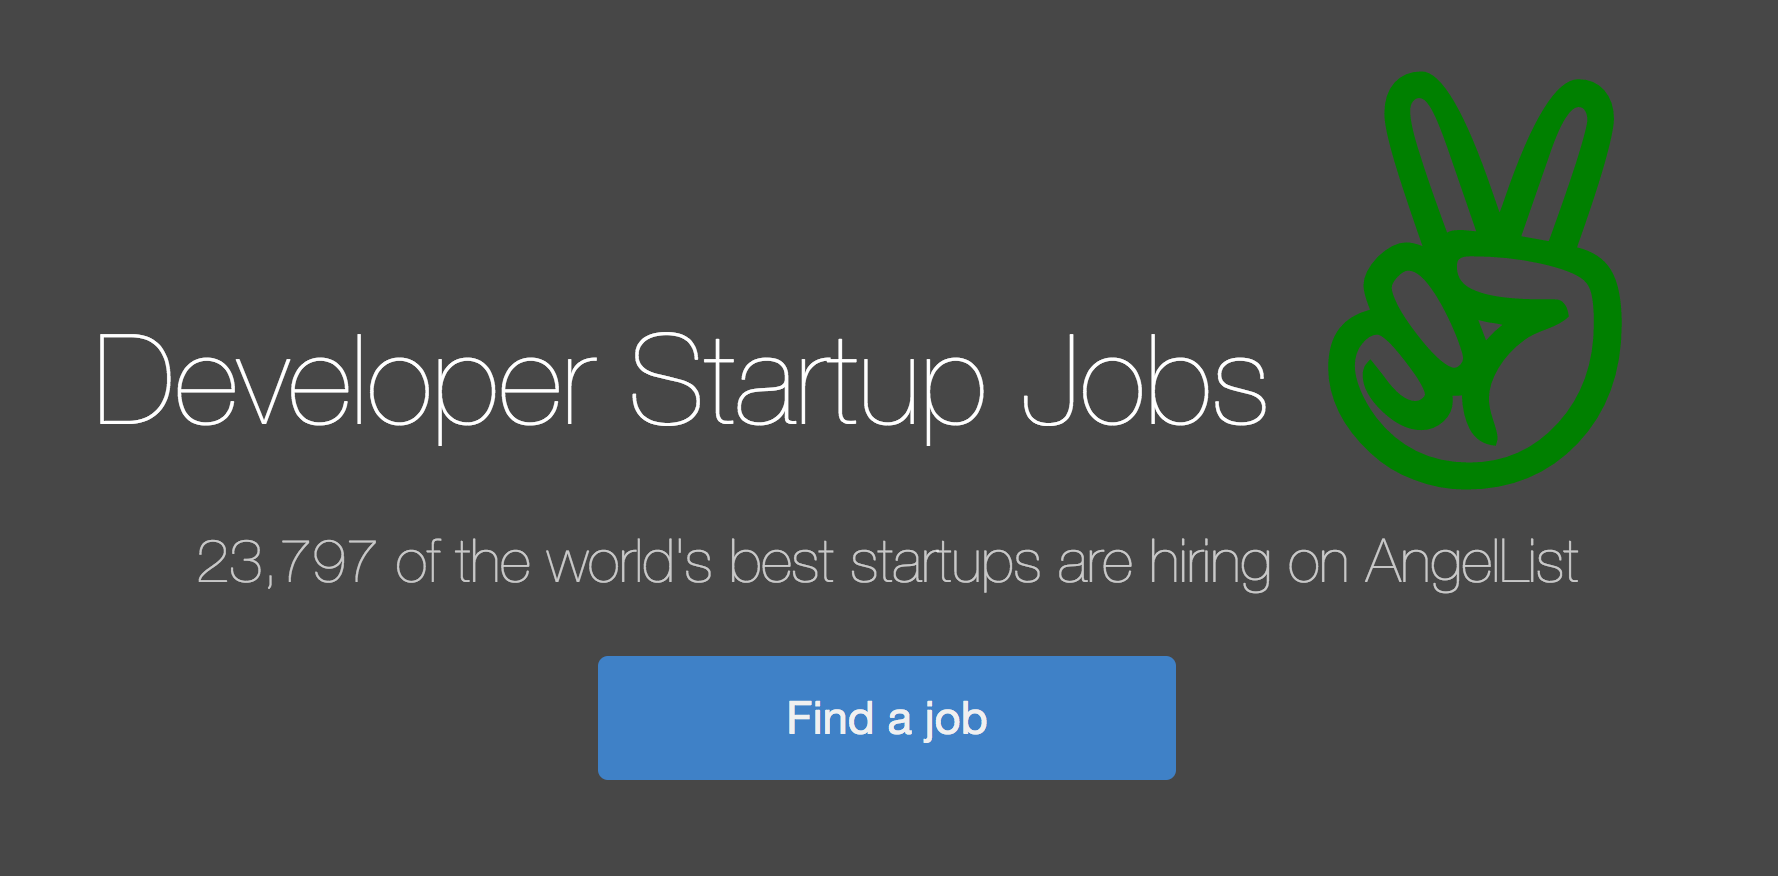 Developer Startup Jobs
23,797 of the world's best startups are hiring on AngelList
Find a job